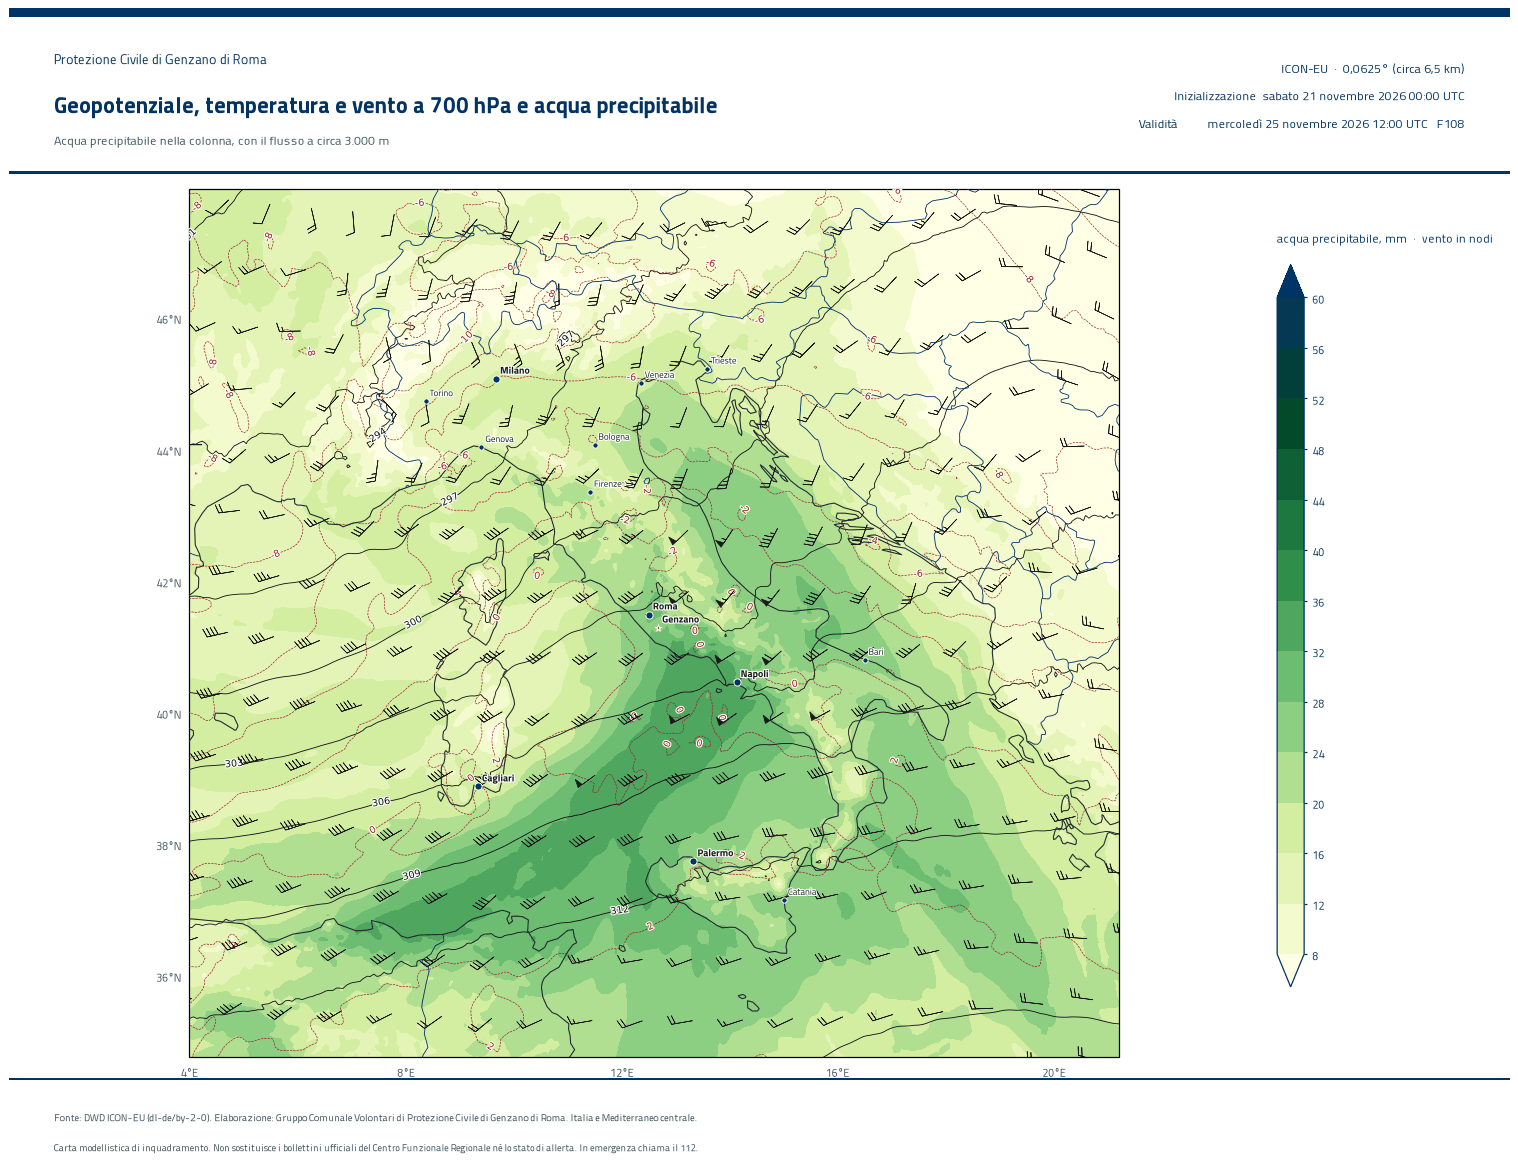 Protezione Civile di Genzano di Roma
Geopotenziale, temperatura e vento a 700 hPa e acqua precipitabile
Acqua precipitabile nella colonna, con il flusso a circa 3.000 m
ICON-EU · 0,0625° (circa 6,5 km)
Inizializzazione sabato 21 novembre 2026 00:00 UTC
Validità mercoledì 25 novembre 2026 12:00 UTC F108
acqua precipitabile, mm · vento in nodi
60
56
52
48
44
40
36
32
28
24
20
16
12
8
46°N
44°N
42°N
40°N
38°N
36°N
4°E
8°E
12°E
16°E
20°E
Milano
Torino
Venezia
Trieste
Genova
Bologna
Firenze
Roma
Genzano
Napoli
Bari
Cagliari
Palermo
Catania
294
297
297
300
303
306
309
312
Fonte: DWD ICON-EU (dl-de/by-2-0). Elaborazione: Gruppo Comunale Volontari di Protezione Civile di Genzano di Roma. Italia e Mediterraneo centrale.
Carta modellistica di inquadramento. Non sostituisce i bollettini ufficiali del Centro Funzionale Regionale né lo stato di allerta. In emergenza chiama il 112.